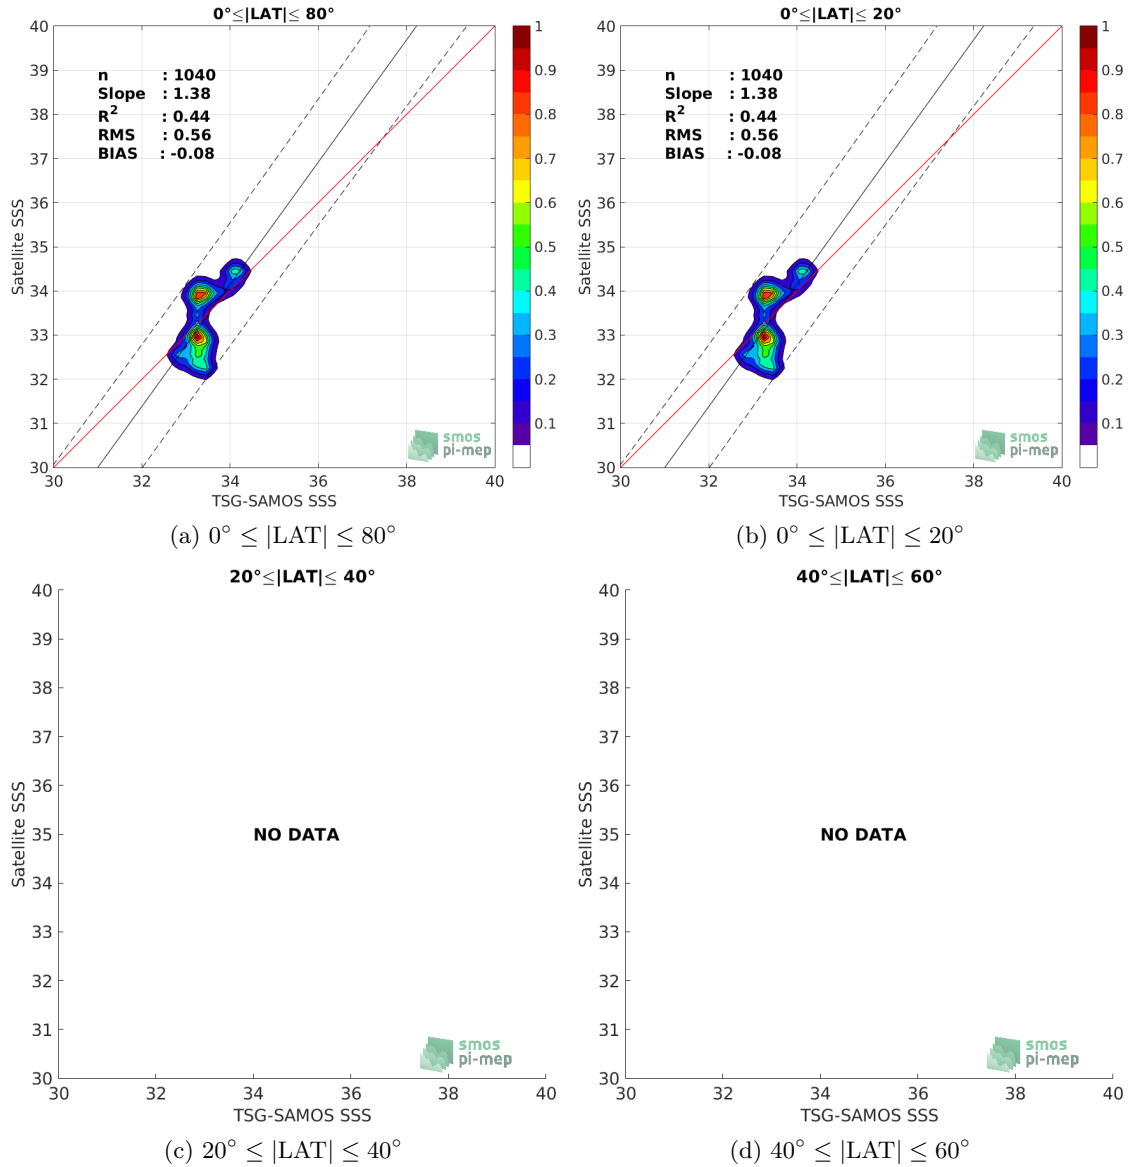 0°≤|LAT|≤ 80°
40
39
38
37
36
35
34
33
32
31
30
Satellite SSS
n : 1040
Slope : 1.38
R² : 0.44
RMS : 0.56
BIAS : -0.08
smos
pi-mep
30 32 34 36 38 40
TSG-SAMOS SSS
1
0.9
0.8
0.7
0.6
0.5
0.4
0.3
0.2
0.1
(a) 0° ≤ |LAT| ≤ 80°
0°≤|LAT|≤ 20°
40
39
38
37
36
35
34
33
32
31
30
Satellite SSS
n : 1040
Slope : 1.38
R² : 0.44
RMS : 0.56
BIAS : -0.08
smos
pi-mep
30 32 34 36 38 40
TSG-SAMOS SSS
1
0.9
0.8
0.7
0.6
0.5
0.4
0.3
0.2
0.1
(b) 0° ≤ |LAT| ≤ 20°
20°≤|LAT|≤ 40°
40
39
38
37
36
35
34
33
32
31
30
Satellite SSS
NO DATA
smos
pi-mep
30 32 34 36 38 40
TSG-SAMOS SSS
(c) 20° ≤ |LAT| ≤ 40°
40°≤|LAT|≤ 60°
40
39
38
37
36
35
34
33
32
31
30
Satellite SSS
NO DATA
smos
pi-mep
30 32 34 36 38 40
TSG-SAMOS SSS
(d) 40° ≤ |LAT| ≤ 60°